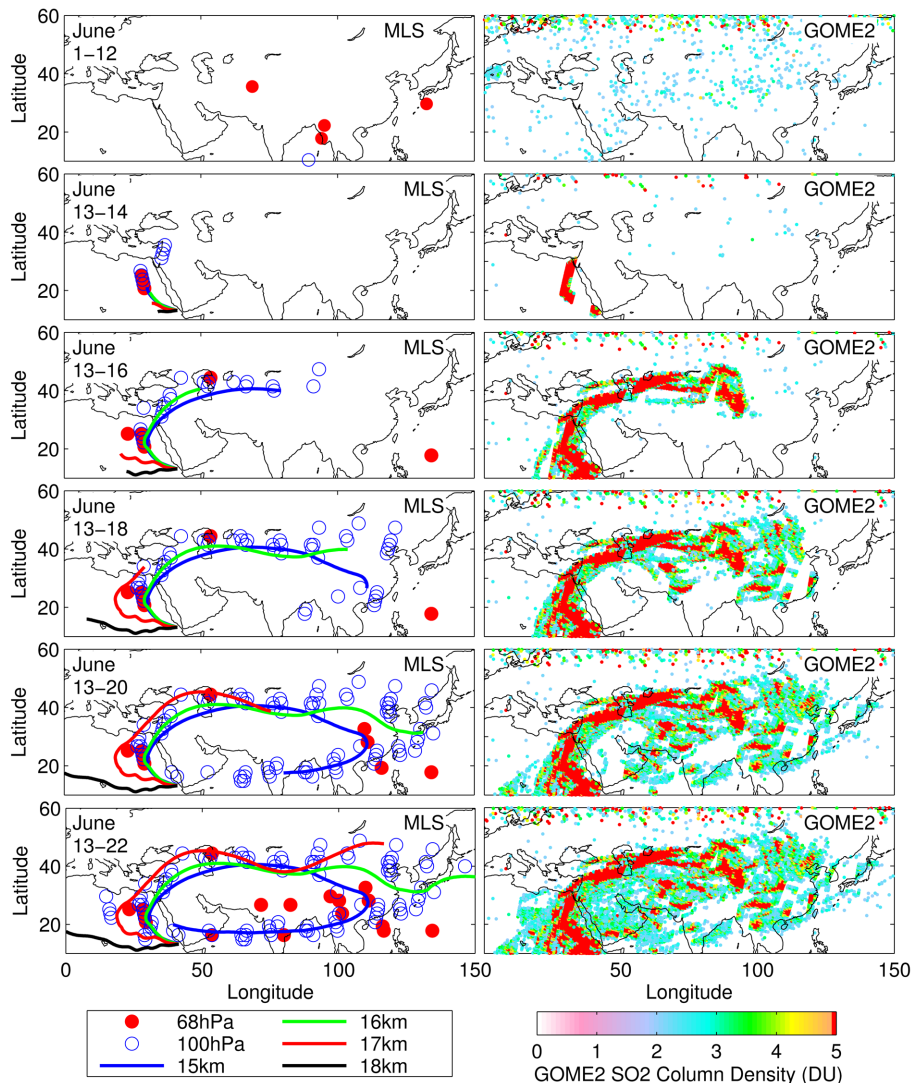 June
1−12
MLS
GOME2
Latitude
60
40
20
June
13−14
MLS
GOME2
Latitude
60
40
20
June
13−16
MLS
GOME2
Latitude
60
40
20
June
13−18
MLS
GOME2
Latitude
60
40
20
June
13−20
MLS
GOME2
Latitude
60
40
20
June
13−22
MLS
GOME2
Latitude
60
40
20
0 50 100 150
50 100 150
Longitude
Longitude
68hPa 16km
100hPa 17km
15km 18km
0 1 2 3 4 5
GOME2 SO2 Column Density (DU)